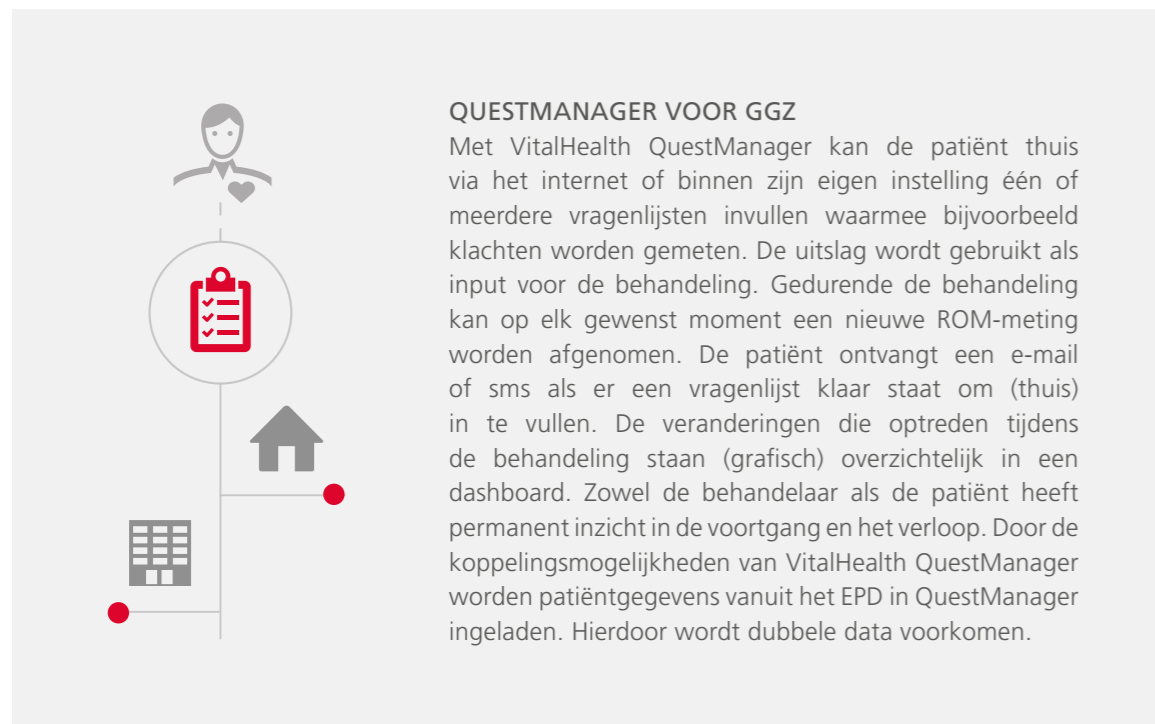 QUESTMANAGER VOOR GGZ
Met VitalHealth QuestManager kan de patiënt thuis
via het internet of binnen zijn eigen instelling één of
meerdere vragenlijsten invullen waarmee bijvoorbeeld
klachten worden gemeten. De uitslag wordt gebruikt als
input voor de behandeling. Gedurende de behandeling
kan op elk gewenst moment een nieuwe ROM-meting
worden afgenomen. De patiënt ontvangt een e-mail
of sms als er een vragenlijst klaar staat om (thuis)
in te vullen. De veranderingen die optreden tijdens
de behandeling staan (grafisch) overzichtelijk in een
dashboard. Zowel de behandelaar als de patiënt heeft
permanent inzicht in de voortgang en het verloop. Door de
koppelingsmogelijkheden van VitalHealth QuestManager
worden patiëntgegevens vanuit het EPD in QuestManager
ingeladen. Hierdoor wordt dubbele data voorkomen.